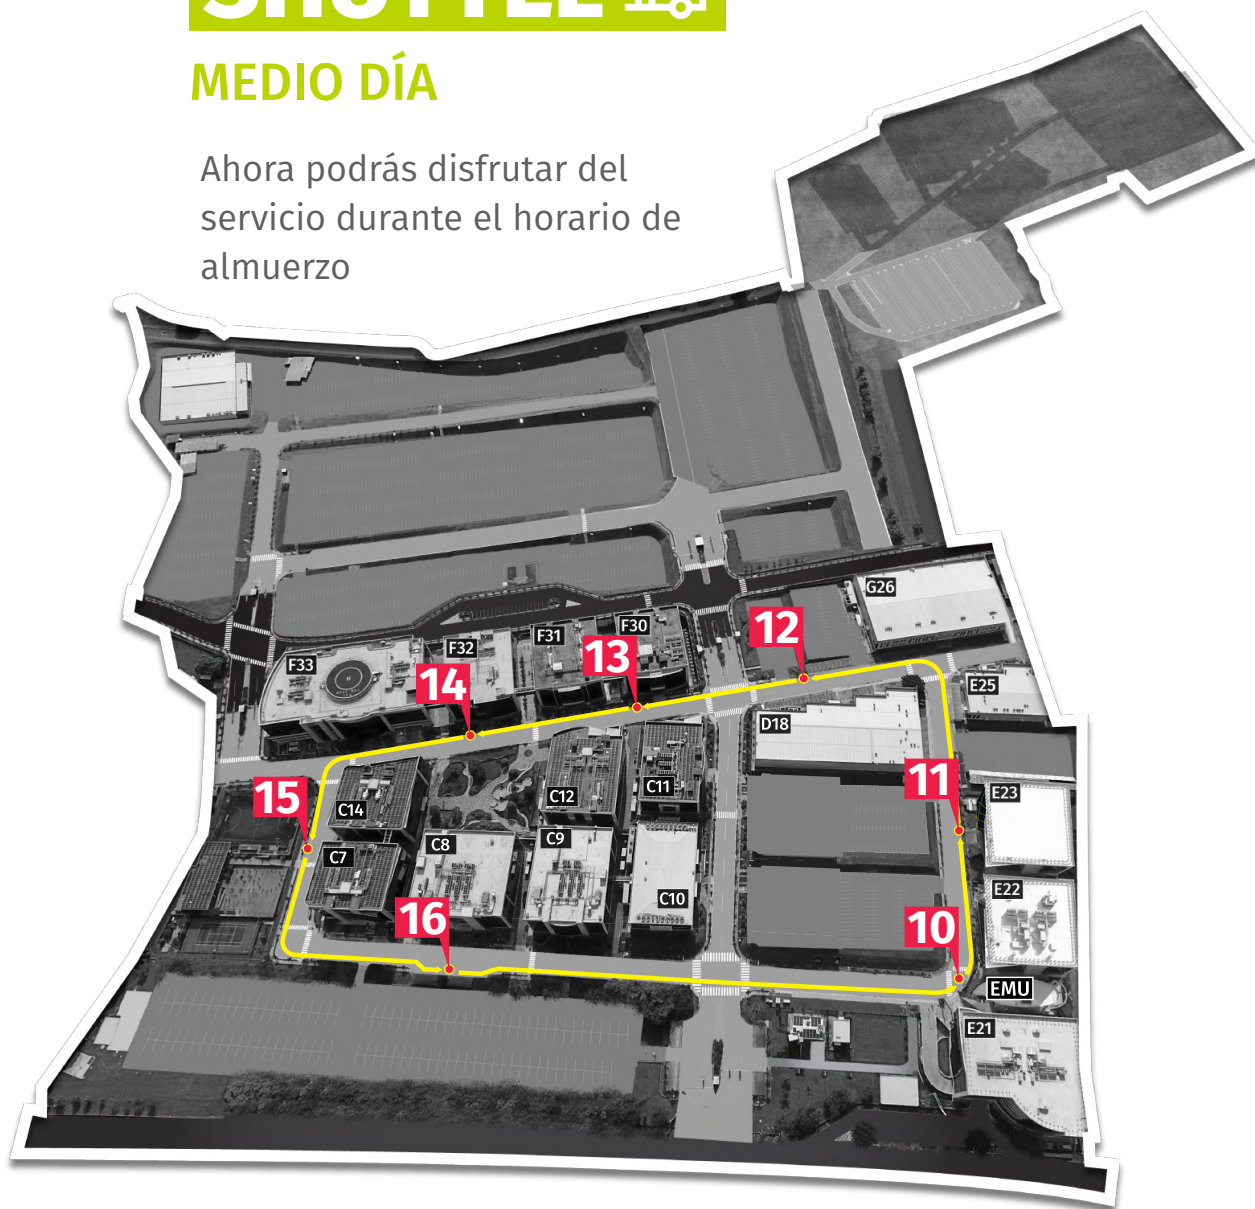 SHUTTLE
MEDIO DÍA
Ahora podrás disfrutar del
servicio durante el horario de
almuerzo
G26
12
F30
F31
13
F32
F33
14
E25
D18
11
C11
E23
15
C12
C14
C9
C8
C7
E22
C10
16
10
EMU
E21
H